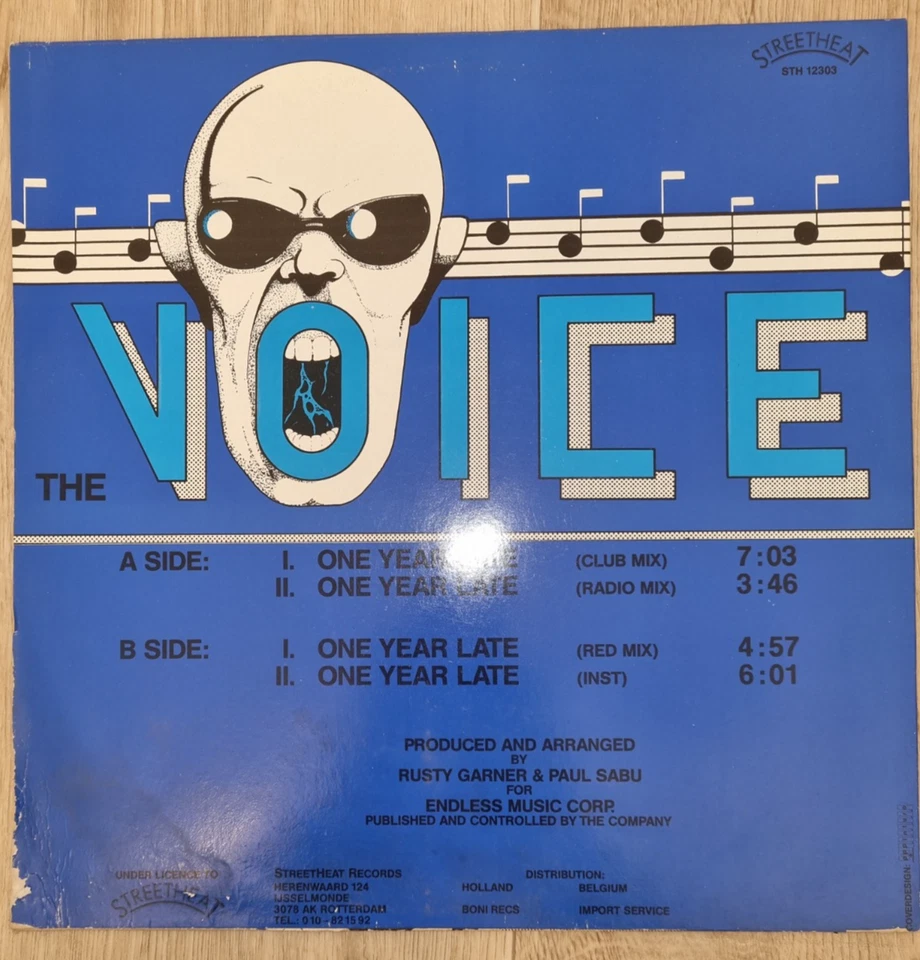 STREETHEAT
STH 12303
THE VOICE
A SIDE: I. ONE YEAR LATE (CLUB MIX) 7:03
II. ONE YEAR LATE (RADIO MIX) 3:46
B SIDE: I. ONE YEAR LATE (RED MIX) 4:57
II. ONE YEAR LATE (INST) 6:01
PRODUCED AND ARRANGED
BY
RUSTY GARNER & PAUL SABU
FOR
ENDLESS MUSIC CORP.
PUBLISHED AND CONTROLLED BY THE COMPANY
UNDER LICENCE TO
STREETHEAT
STREETHEAT RECORDS
HERENWAARD 124
IJSSELMONDE
3078 AK ROTTERDAM
TEL.: 010 - 821592
DISTRIBUTION:
HOLLAND BELGIUM
BONI RECS IMPORT SERVICE
COVERDESIGN: